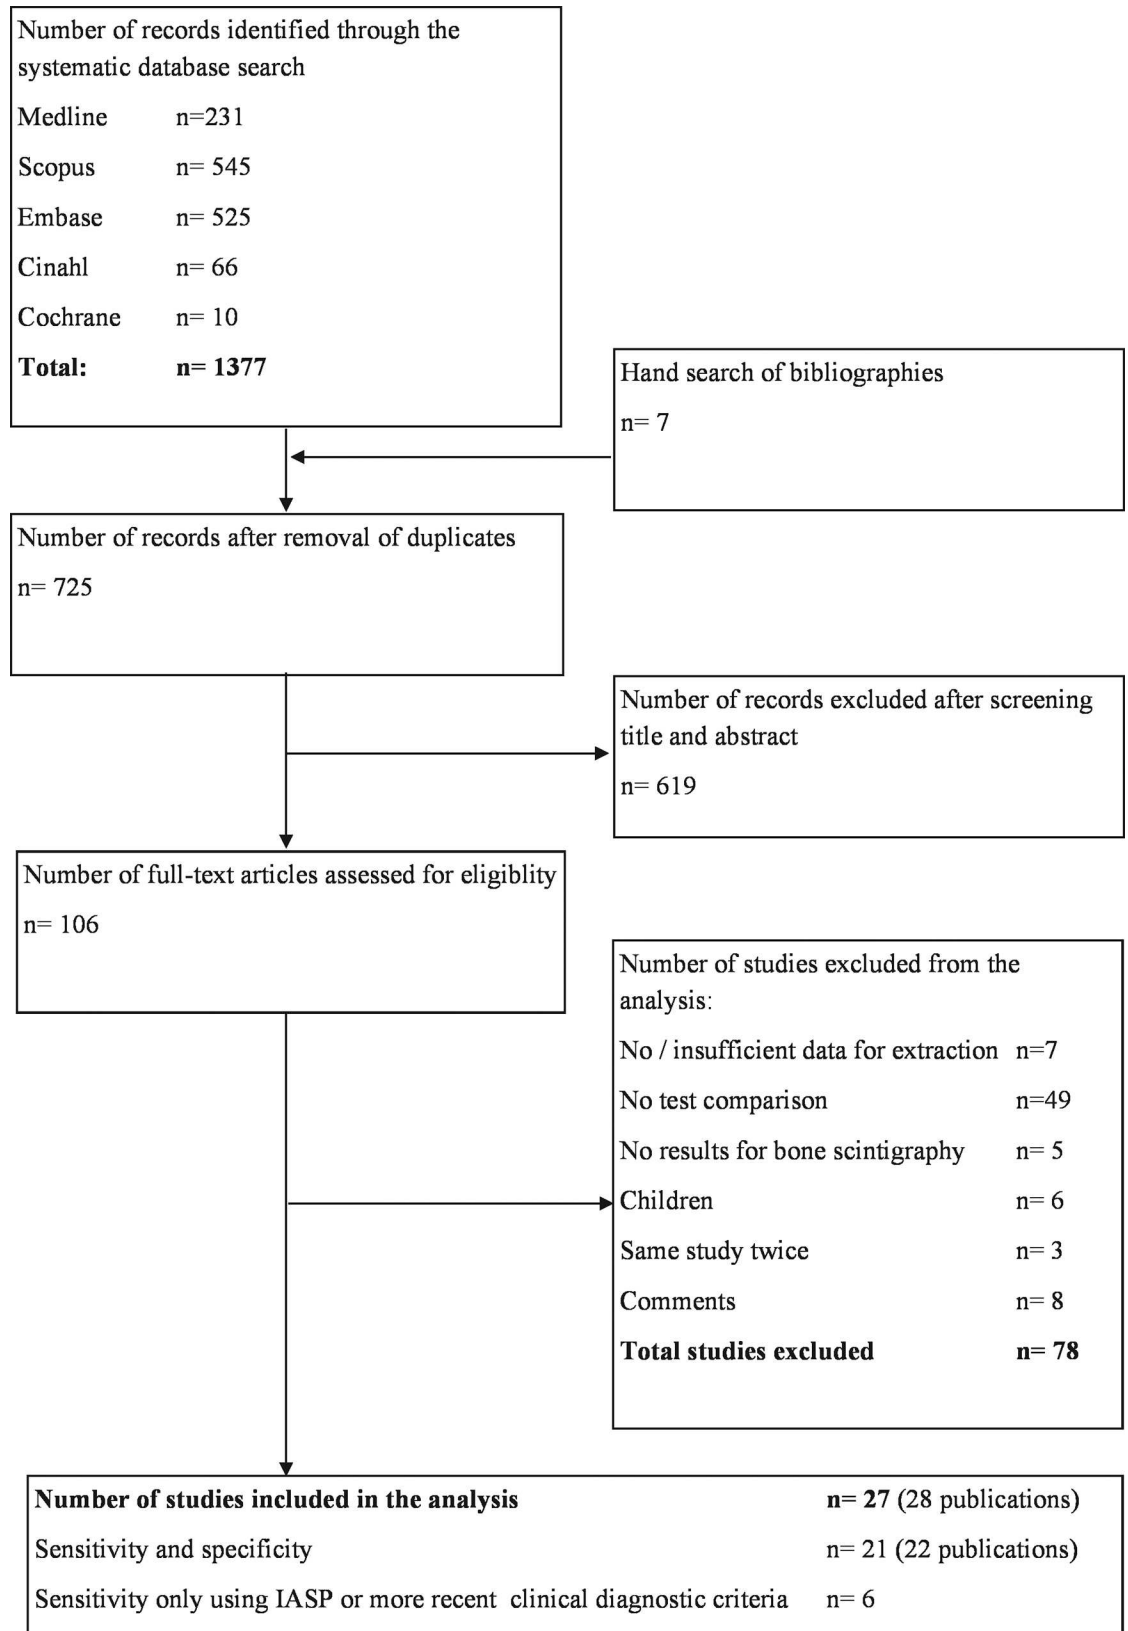 Number of records identified through the
systematic database search
Medline n=231
Scopus n= 545
Embase n= 525
Cinahl n= 66
Cochrane n= 10
Total: n= 1377
Hand search of bibliographies
n= 7
Number of records after removal of duplicates
n= 725
Number of records excluded after screening
title and abstract
n= 619
Number of full-text articles assessed for eligiblity
n= 106
Number of studies excluded from the
analysis:
No / insufficient data for extraction n=7
No test comparison n=49
No results for bone scintigraphy n= 5
Children n= 6
Same study twice n= 3
Comments n= 8
Total studies excluded n= 78
Number of studies included in the analysis n= 27 (28 publications)
Sensitivity and specificity n= 21 (22 publications)
Sensitivity only using IASP or more recent clinical diagnostic criteria n= 6